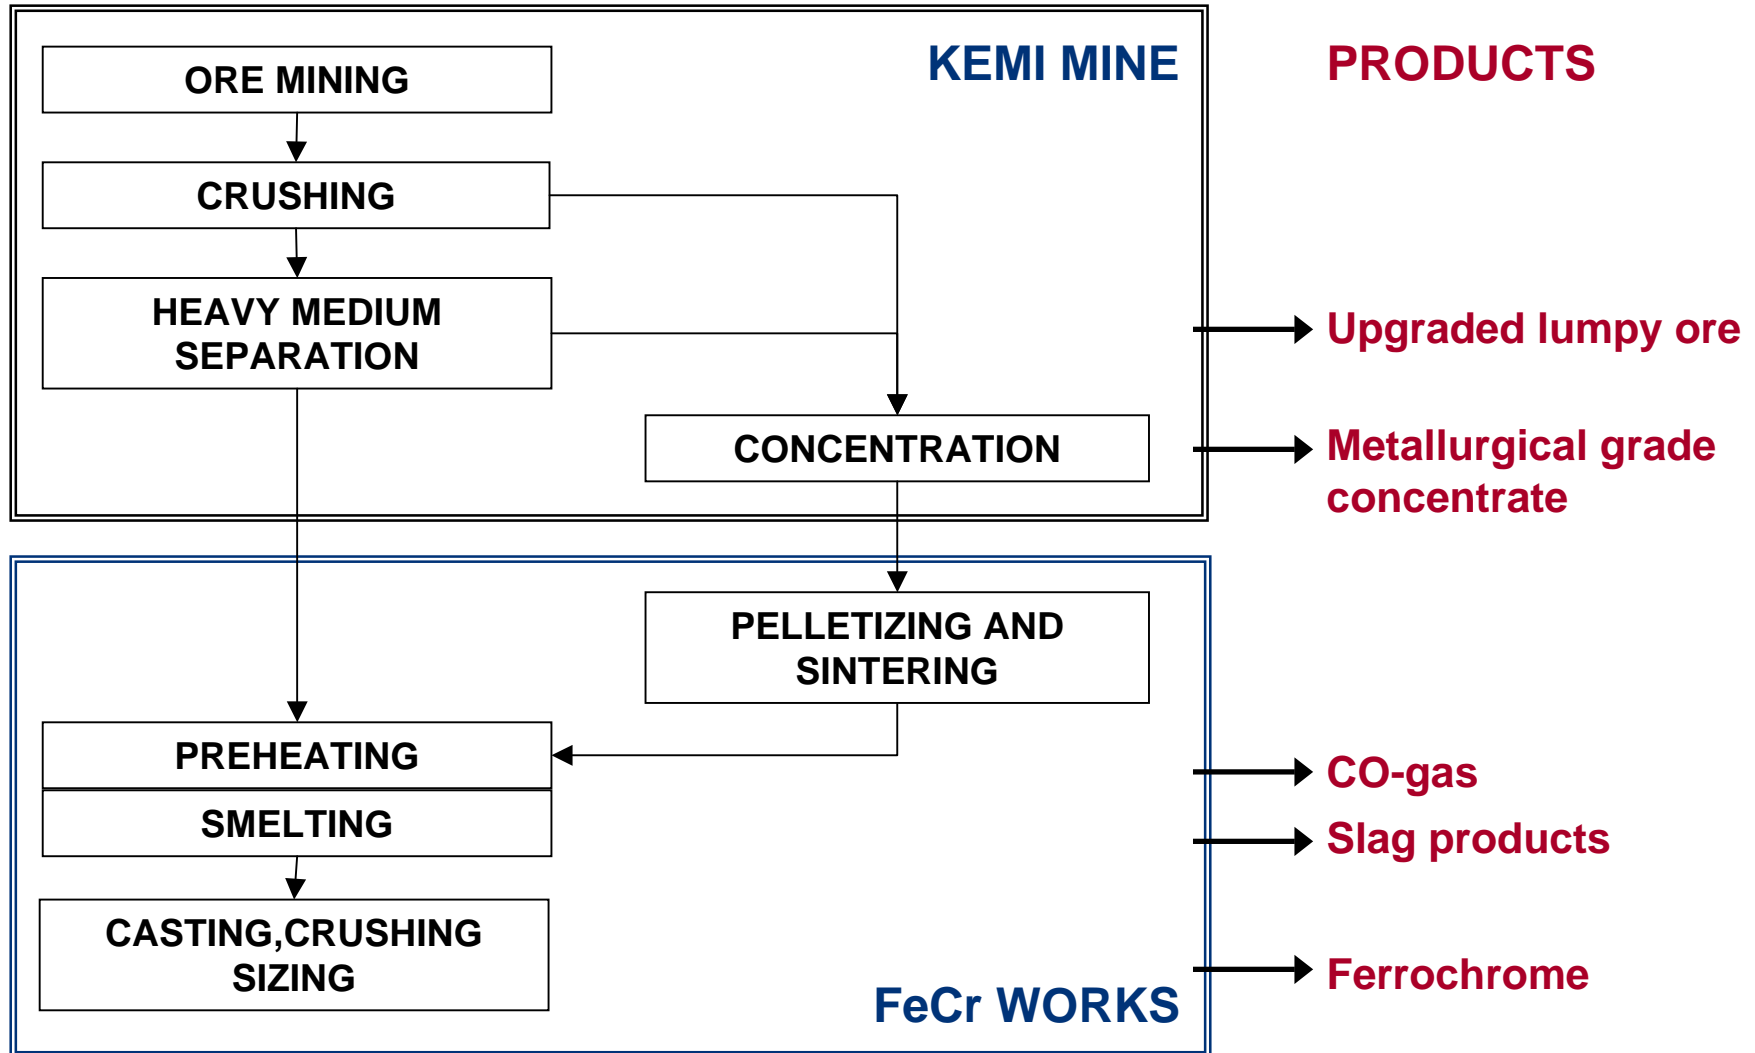 KEMI MINE
PRODUCTS
ORE MINING
CRUSHING
HEAVY MEDIUM
SEPARATION
Upgraded lumpy ore
CONCENTRATION
Metallurgical grade
concentrate
PELLETIZING AND
SINTERING
PREHEATING
CO-gas
SMELTING
Slag products
CASTING,CRUSHING
SIZING
Ferrochrome
FeCr WORKS